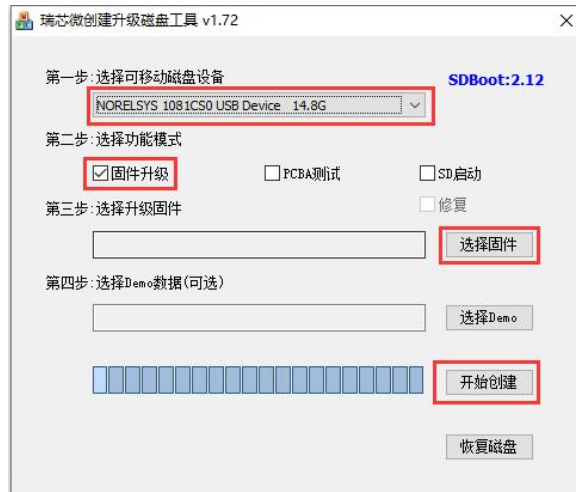 瑞芯微创建升级磁盘工具 v1.72
第一步:选择可移动磁盘设备
SDBoot:2.12
NORELSYS 1081CS0 USB Device 14.8G
第二步:选择功能模式
固件升级
PCBA测试
SD启动
第三步:选择升级固件
修复
选择固件
第四步:选择Demo数据(可选)
选择Demo
开始创建
恢复磁盘